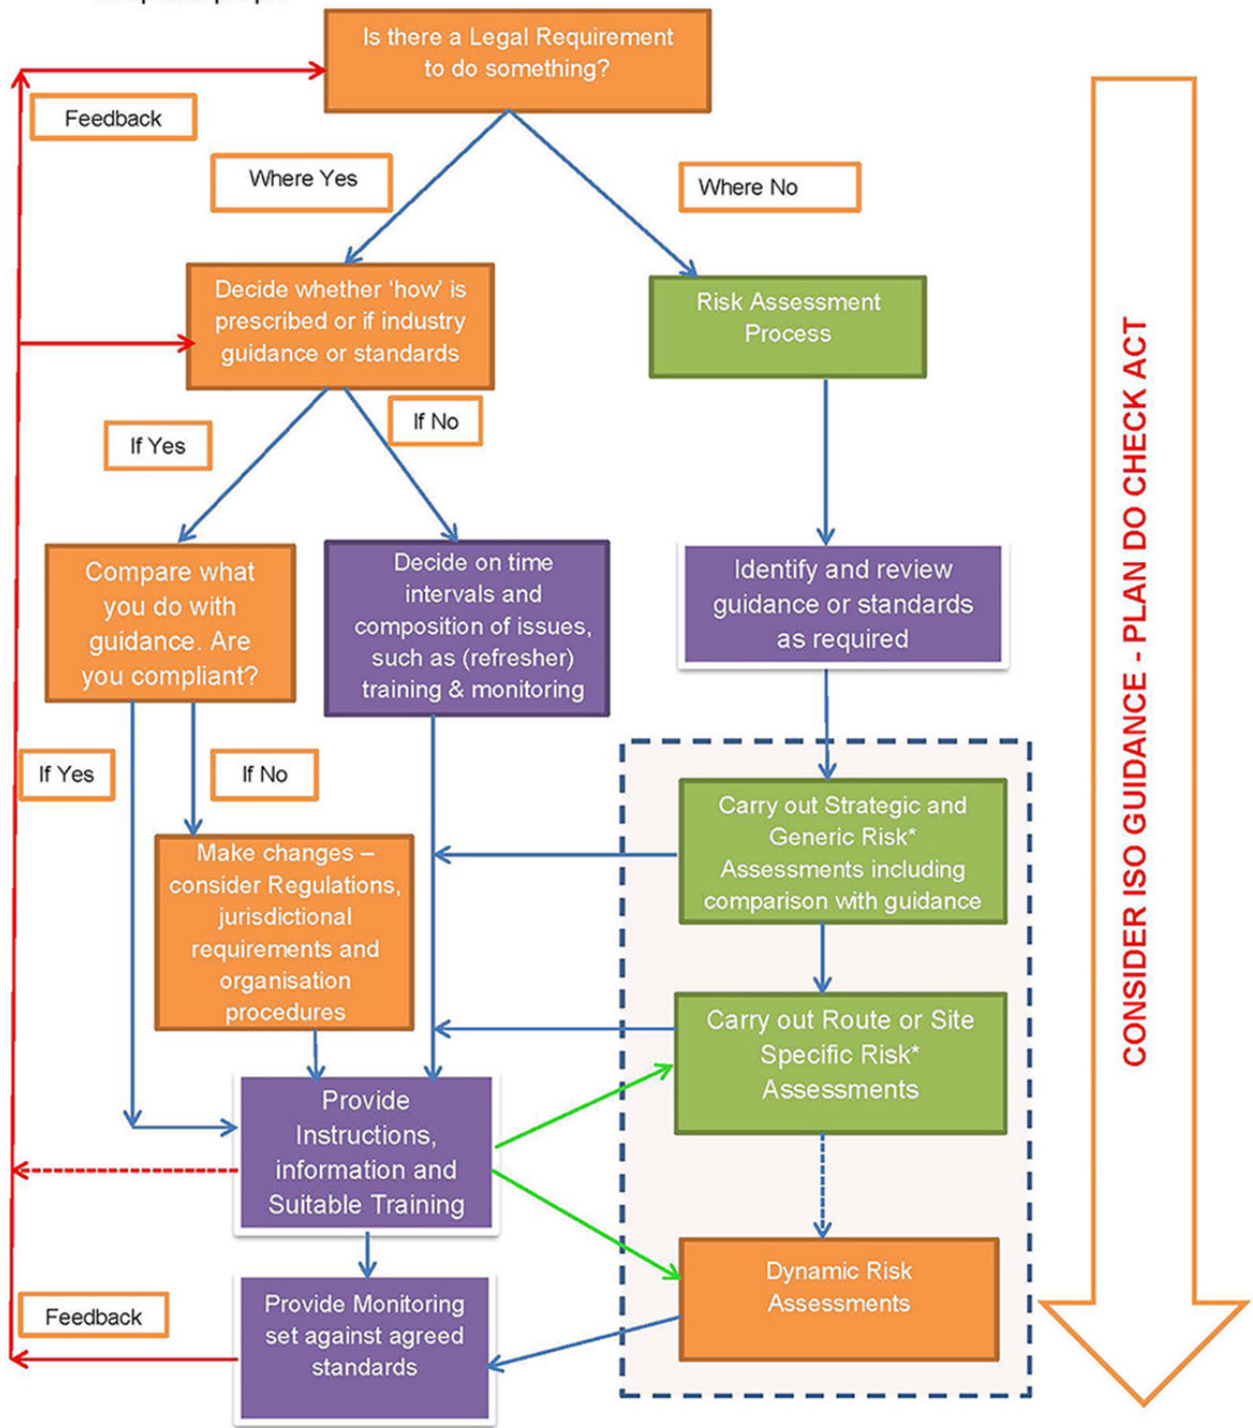 Is there a Legal Requirement
to do something?
Feedback
Where Yes
Where No
Decide whether ‘how’ is
prescribed or if industry
guidance or standards
Risk Assessment
Process
If Yes
If No
Compare what
you do with
guidance. Are
you compliant?
Decide on time
intervals and
composition of issues,
such as (refresher)
training & monitoring
Identify and review
guidance or standards
as required
If Yes
If No
Make changes –
consider Regulations,
jurisdictional
requirements and
organisation
procedures
Carry out Strategic and
Generic Risk*
Assessments including
comparison with guidance
Carry out Route or Site
Specific Risk*
Assessments
Provide
Instructions,
information and
Suitable Training
Dynamic Risk
Assessments
Feedback
Provide Monitoring
set against agreed
standards
CONSIDER ISO GUIDANCE - PLAN DO CHECK ACT